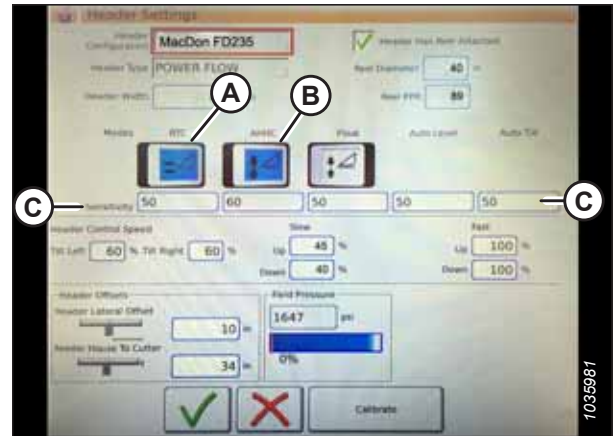 Header Settings
Header Configuration MacDon FD235
Header Has Reel Attached
Header Type POWER FLOW
Reel Diameter 40 in
Header Width
Reel PPR 89
A
B
Modes RTC AHHC Float Auto Level Auto Tilt
C Sensitivity 50 60 50 50 50 C
Header Control Speed
Slow
Fast
Tilt Left 60 % Tilt Right 60 %
Up 45 %
Up 100 %
Down 40 %
Down 100 %
Header Offsets
Field Pressure
Header Lateral Offset
10 in
1647 psi
Feeder House To Cutter
34 in
0%
Calibrate
1035981